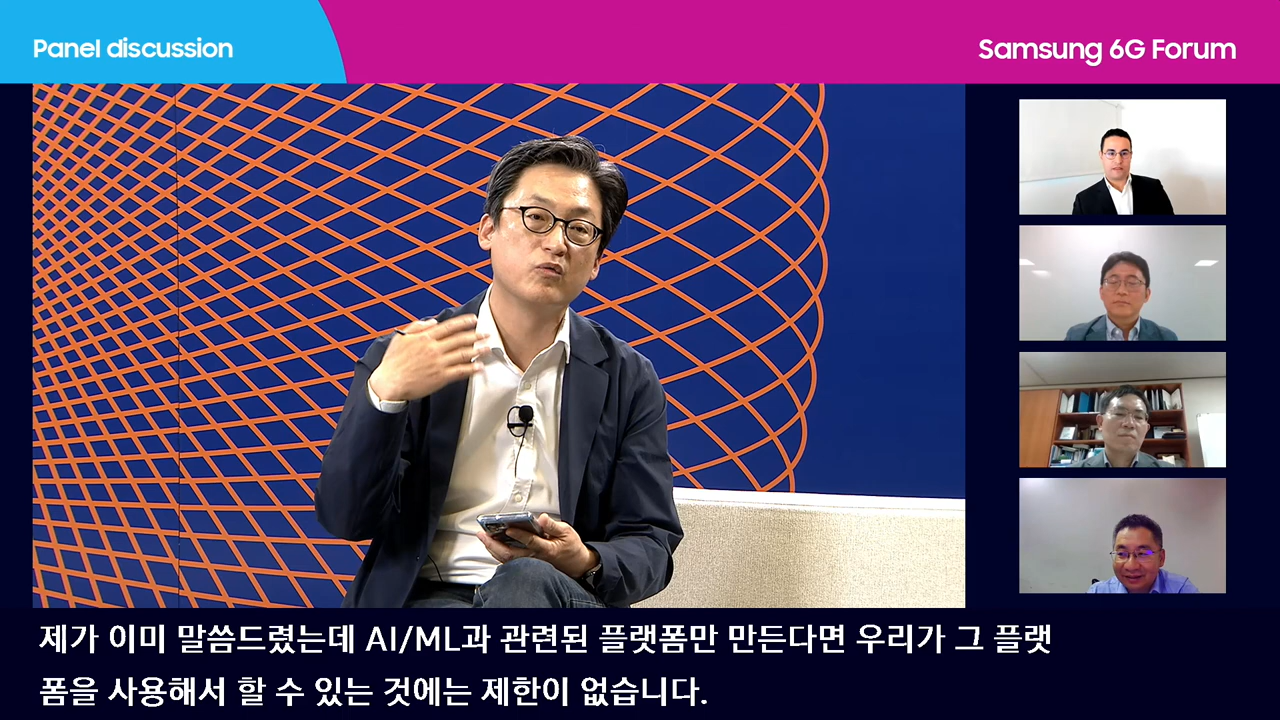 Panel discussion
Samsung 6G Forum
제가 이미 말씀드렸는데 AI/ML과 관련된 플랫폼만 만든다면 우리가 그 플랫
폼을 사용해서 할 수 있는 것에는 제한이 없습니다.